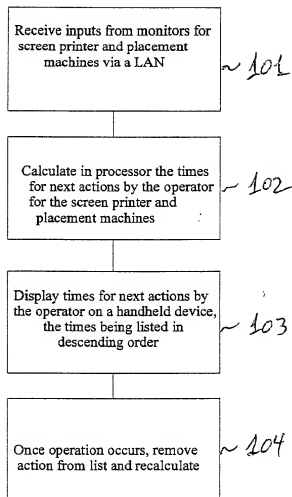 Receive inputs from monitors for
screen printer and placement
machines via a LAN
~ 101
Calculate in processor the times
for next actions by the operator
for the screen printer and
placement machines
~ 102
Display times for next actions by
the operator on a handheld device,
the times being listed in
descending order
~ 103
Once operation occurs, remove
action from list and recalculate
~ 104